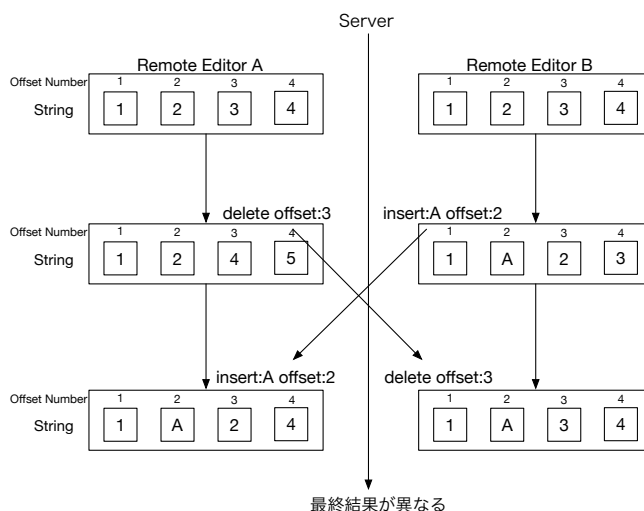 Server
Remote Editor A
Remote Editor B
Offset Number 1 2 3 4
String 1 2 3 4
1 2 3 4
1 2 3 4
delete offset:3
insert:A offset:2
Offset Number 1 2 3 4
String 1 2 4 5
1 2 3 4
1 A 2 3
insert:A offset:2
delete offset:3
Offset Number 1 2 3 4
String 1 A 2 4
1 2 3 4
1 A 3 4
最終結果が異なる